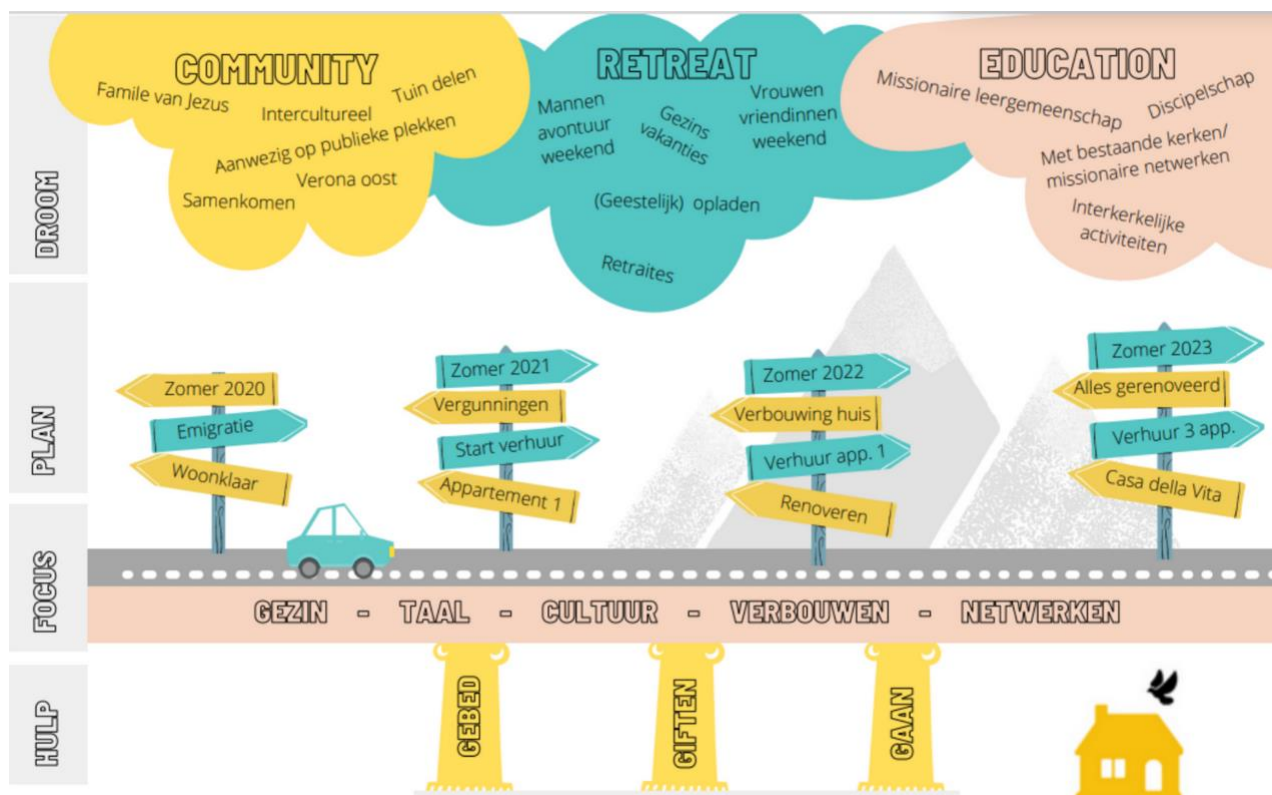 DROOM
COMMUNITY
Famile van Jezus
Intercultureel
Tuin delen
Aanwezig op publieke plekken
Verona oost
Samenkomen
RETREAT
Mannen
avontuur
weekend
Gezins
vakanties
Vrouwen
vriendinnen
weekend
(Geestelijk) opladen
Retraites
EDUCATION
Missionaire leergemeenschap
Discipelschap
Met bestaande kerken/
missionaire netwerken
Interkerkelijke
activiteiten
PLAN
Zomer 2020
Emigratie
Woonklaar
Zomer 2021
Vergunningen
Start verhuur
Appartement 1
Zomer 2022
Verbouwing huis
Verhuur app. 1
Renoveren
Zomer 2023
Alles gerenoveerd
Verhuur 3 app.
Casa della Vita
FOCUS
GEZIN - TAAL - CULTUUR - VERBOUWEN - NETWERKEN
HULP
GEBED
GIFTEN
GAAN